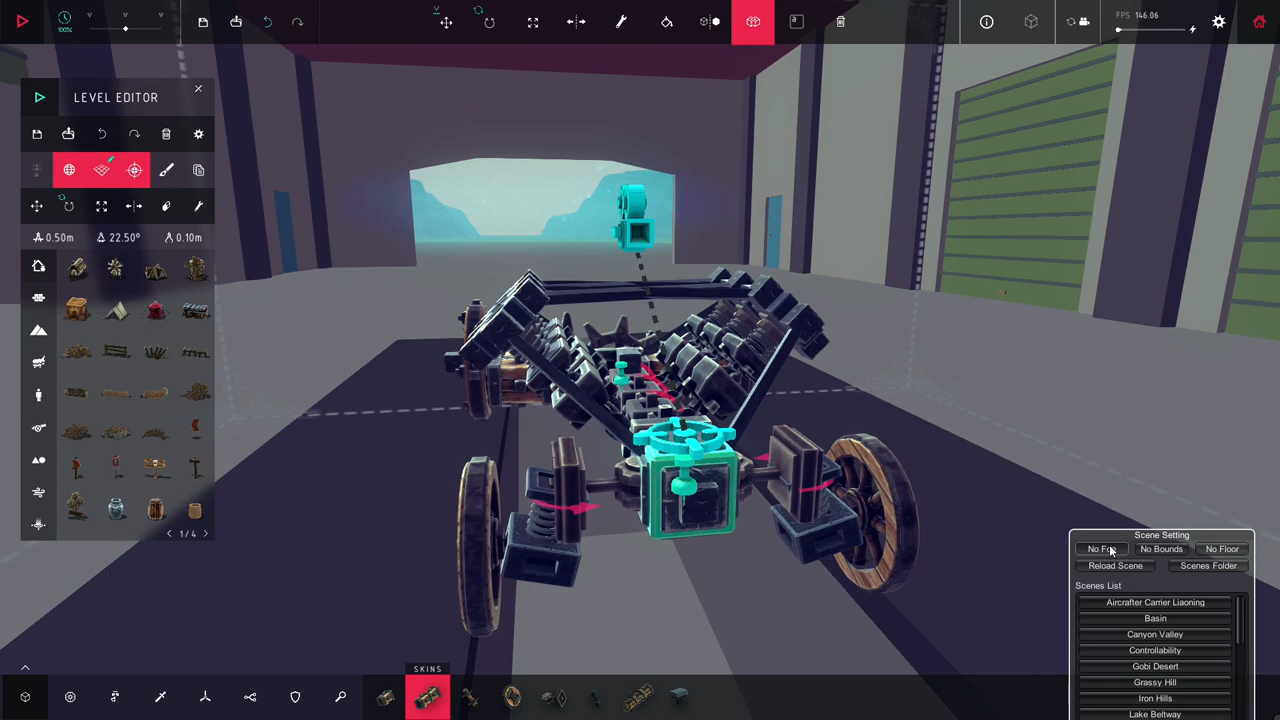 100%
a
FPS 146.06
LEVEL EDITOR
0.50m 22.50° 0.10m
1/4
Scene Setting
No Bounds No Floor
Reload Scene Scenes Folder
Scenes List
Aircrafter Carrier Liaoning
Basin
Canyon Valley
Controllability
Gobi Desert
Grassy Hill
Iron Hills
Lake Beltway
SKINS